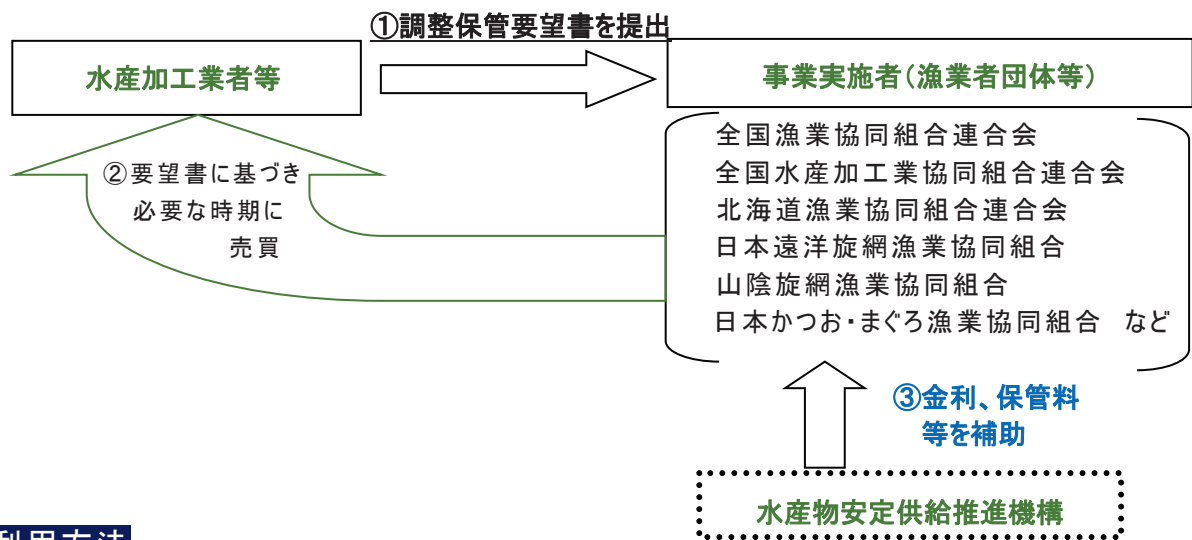 ①調整保管要望書を提出
水産加工業者等
事業実施者(漁業者団体等)
②要望書に基づき
必要な時期に
売買
全国漁業協同組合連合会
全国水産加工業協同組合連合会
北海道漁業協同組合連合会
日本遠洋旋網漁業協同組合
山陰旋網漁業協同組合
日本かつお・まぐろ漁業協同組合 など
③金利、保管料
等を補助
水産物安定供給推進機構
利用方法